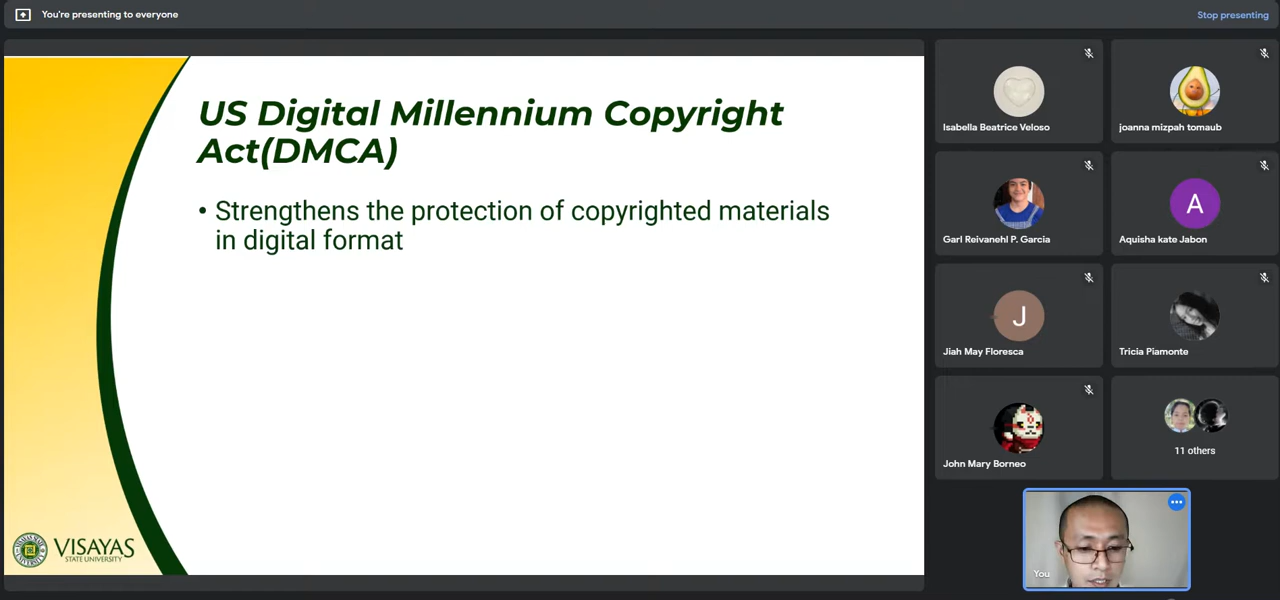 You're presenting to everyone
Stop presenting
US Digital Millennium Copyright
Act(DMCA)
• Strengthens the protection of copyrighted materials
in digital format
VISAYAS
STATE UNIVERSITY
Isabella Beatrice Veloso
joanna mizpah tomaub
Garl Reivanehl P. Garcia
A
Aquisha kate Jabon
J
Jiah May Floresca
Tricia Piamonte
John Mary Borneo
11 others
You